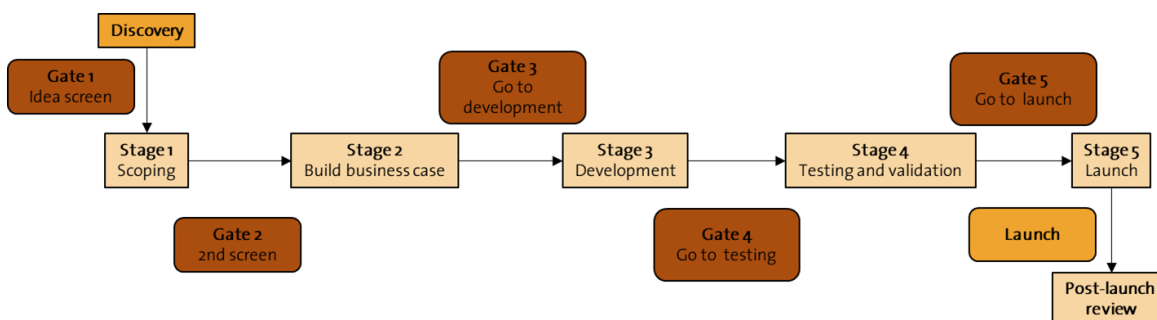 Discovery
Gate 1
Idea screen
Gate 3
Go to
development
Gate 5
Go to launch
Stage 1
Scoping
Stage 2
Build business case
Stage 3
Development
Stage 4
Testing and validation
Stage 5
Launch
Gate 2
2nd screen
Gate 4
Go to testing
Launch
Post-launch
review